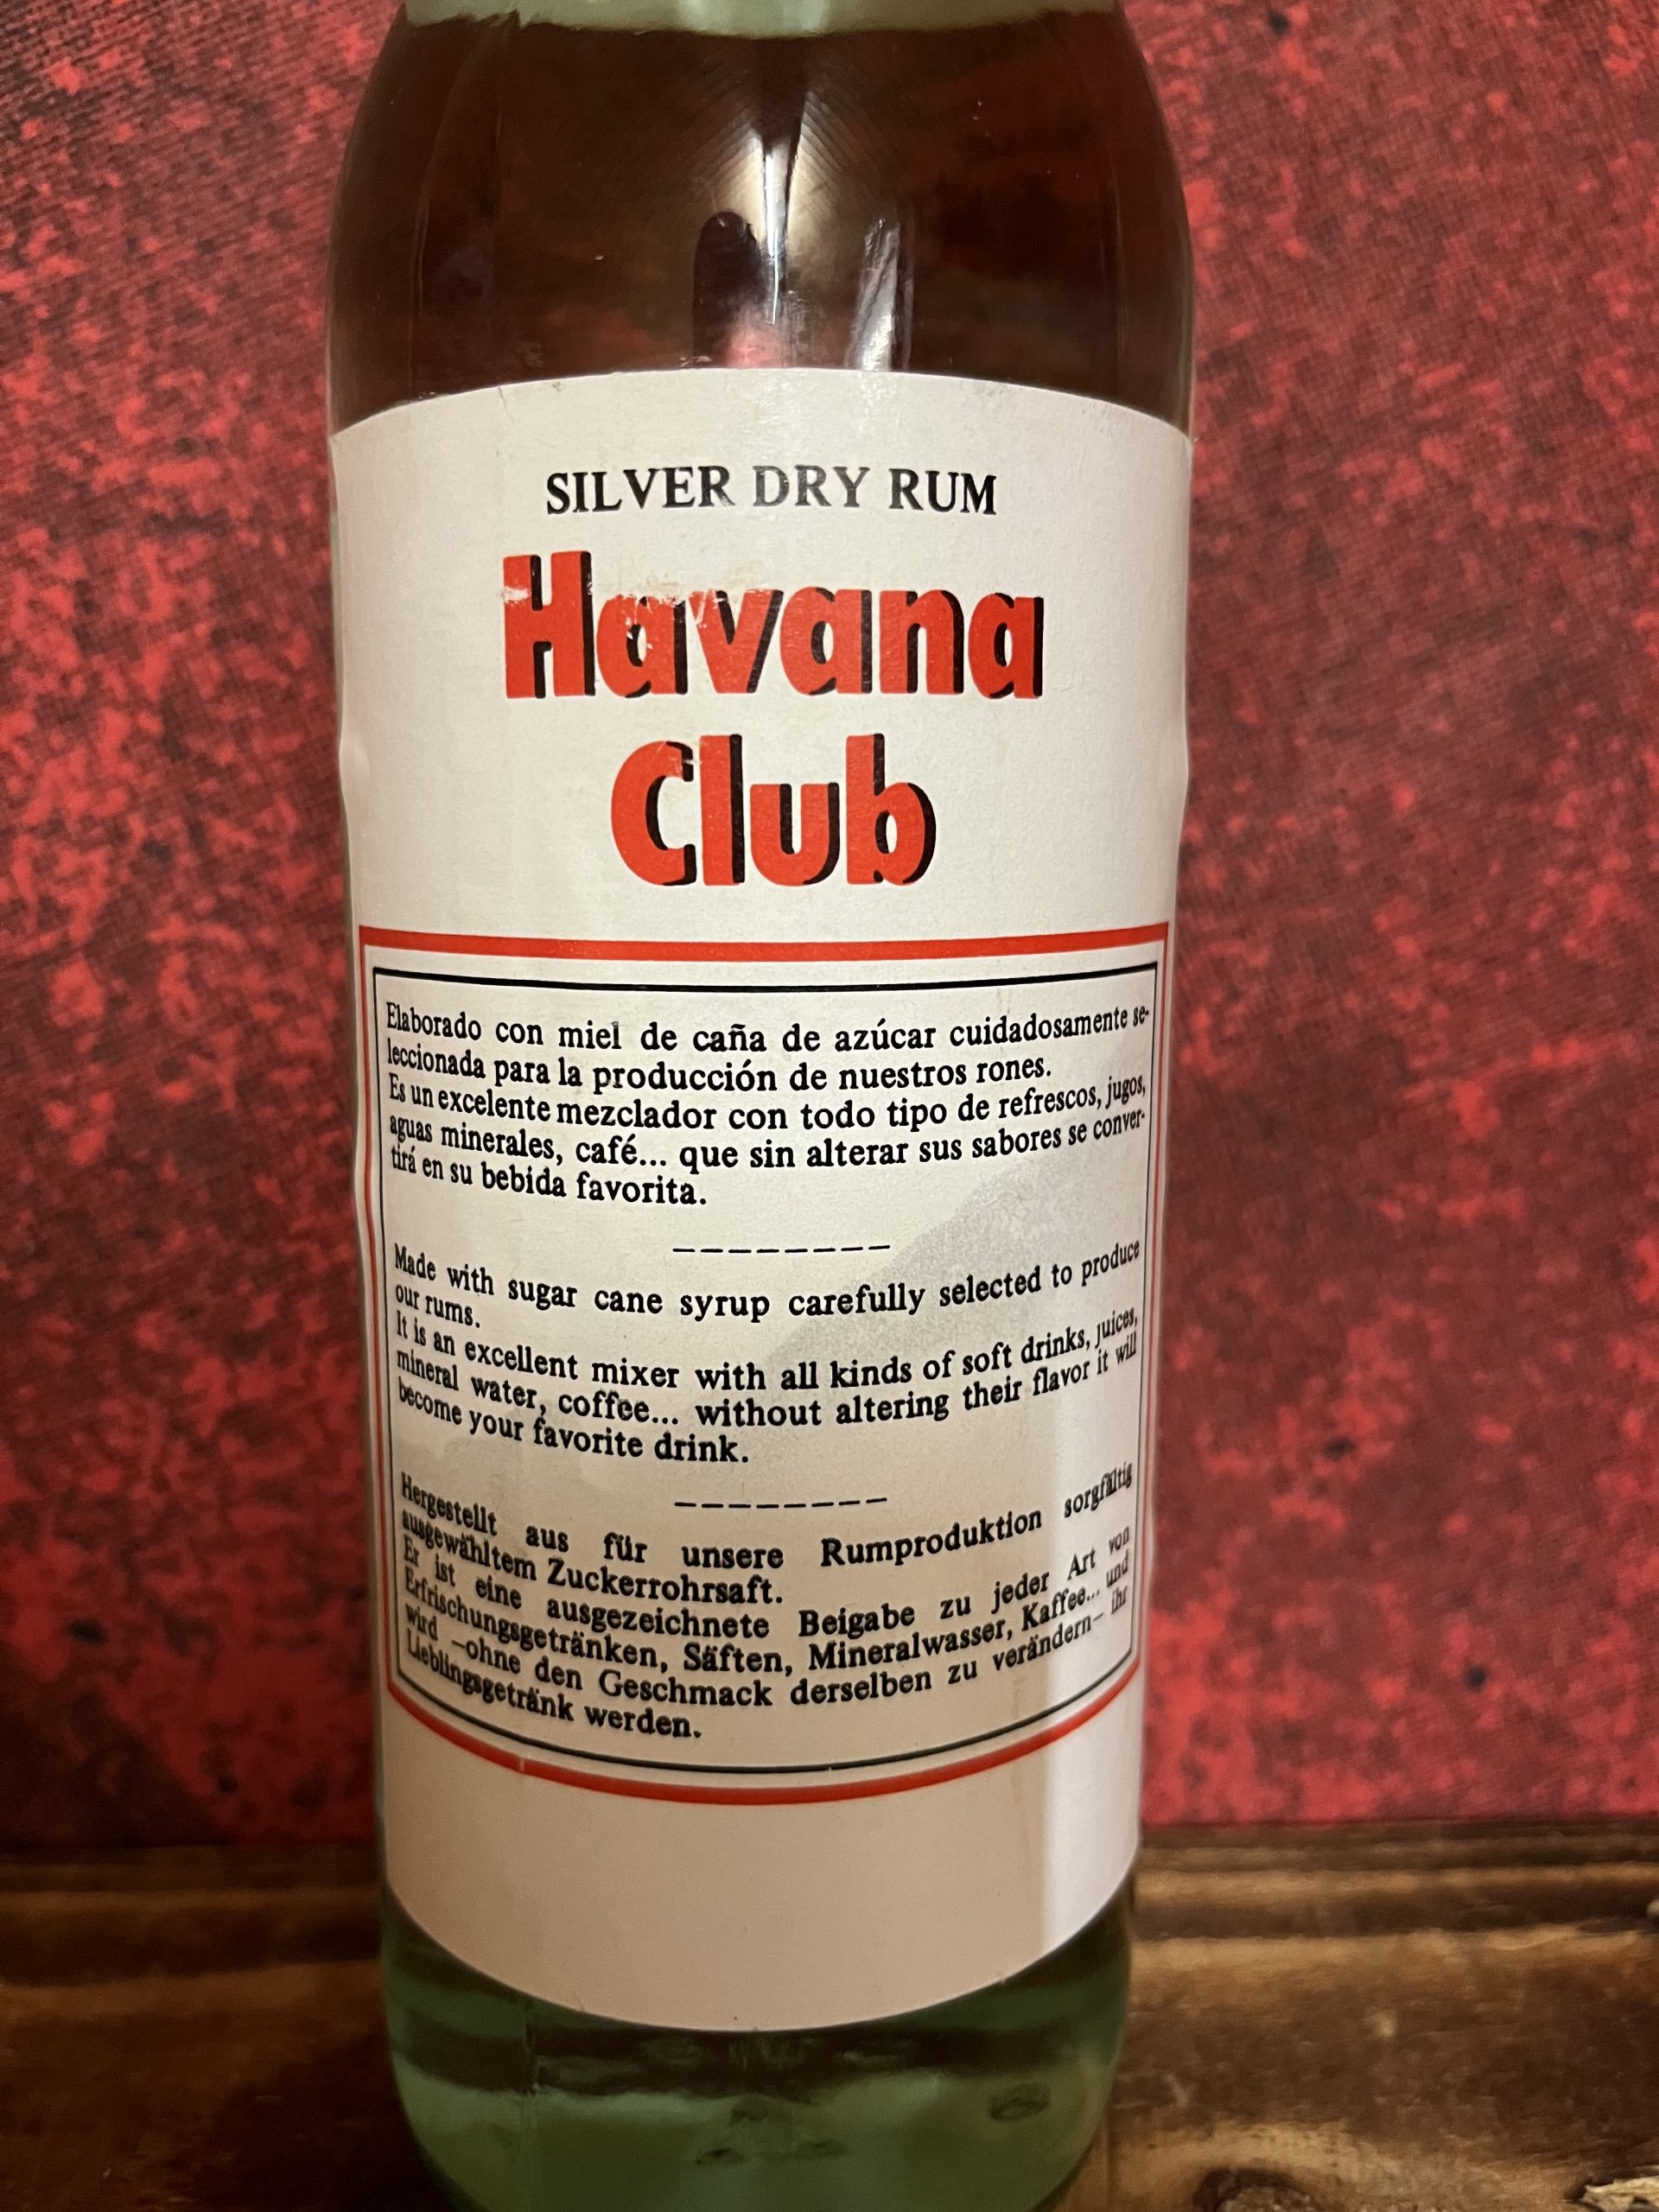 SILVER DRY RUM
Havana
Club
Elaborado con miel de caña de azúcar cuidadosamente se-
leccionada para la producción de nuestros rones.
Es un excelente mezclador con todo tipo de refrescos, jugos,
aguas minerales, café... que sin alterar sus sabores se conver-
tirá en su bebida favorita.
--------
Made with sugar cane syrup carefully selected to produce
our rums.
It is an excellent mixer with all kinds of soft drinks, juices,
mineral water, coffee... without altering their flavor it will
become your favorite drink.
--------
Hergestellt aus für unsere Rumproduktion sorgfältig
ausgewähltem Zuckerrohrsaft.
Er ist eine ausgezeichnete Beigabe zu jeder Art von
Erfrischungsgetränken, Säften, Mineralwasser, Kaffee... und
wird –ohne den Geschmack derselben zu verändern– ihr
Lieblingsgetränk werden.